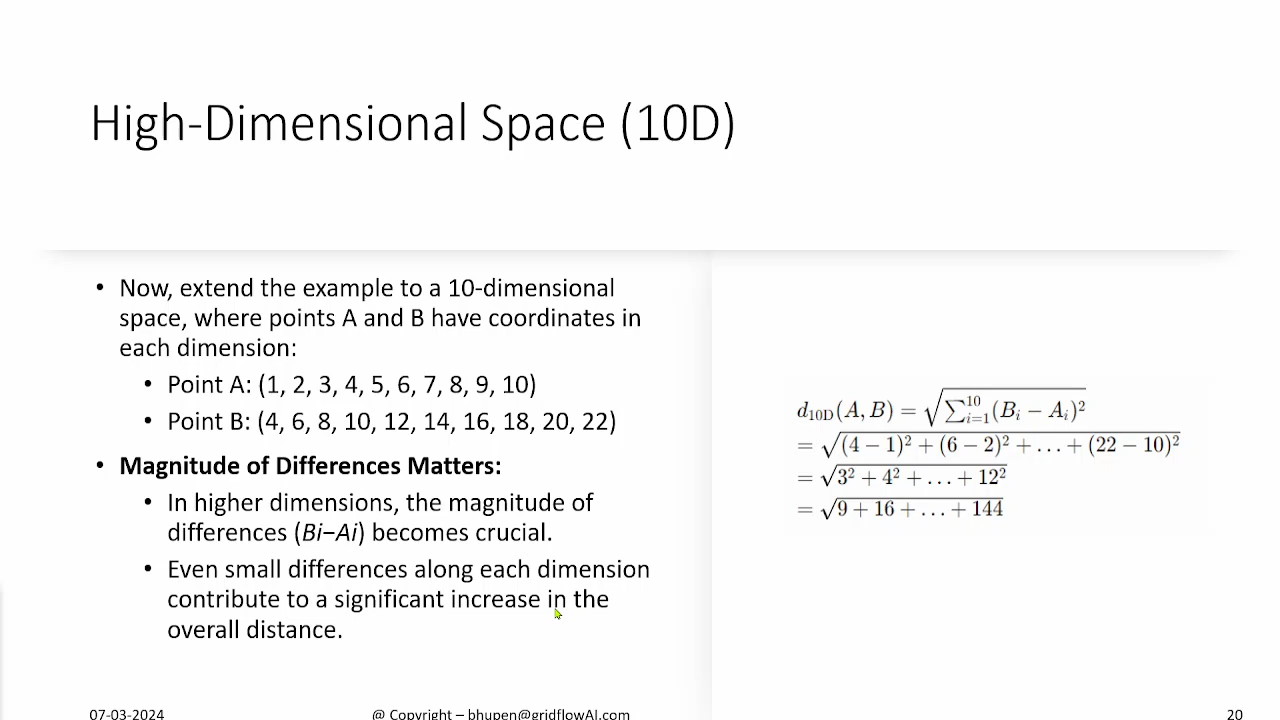 High-Dimensional Space (10D)
• Now, extend the example to a 10-dimensional
space, where points A and B have coordinates in
each dimension:
• Point A: (1, 2, 3, 4, 5, 6, 7, 8, 9, 10)
• Point B: (4, 6, 8, 10, 12, 14, 16, 18, 20, 22)
• Magnitude of Differences Matters:
• In higher dimensions, the magnitude of
differences (Bi−Ai) becomes crucial.
• Even small differences along each dimension
contribute to a significant increase in the
overall distance.
d₁₀D(A, B) = √∑ᵢ₌₁¹⁰(Bᵢ − Aᵢ)²
= √(4 − 1)² + (6 − 2)² + … + (22 − 10)²
= √3² + 4² + … + 12²
= √9 + 16 + … + 144
07-03-2024
@ Copyright – bhupen@gridflowAI.com
20